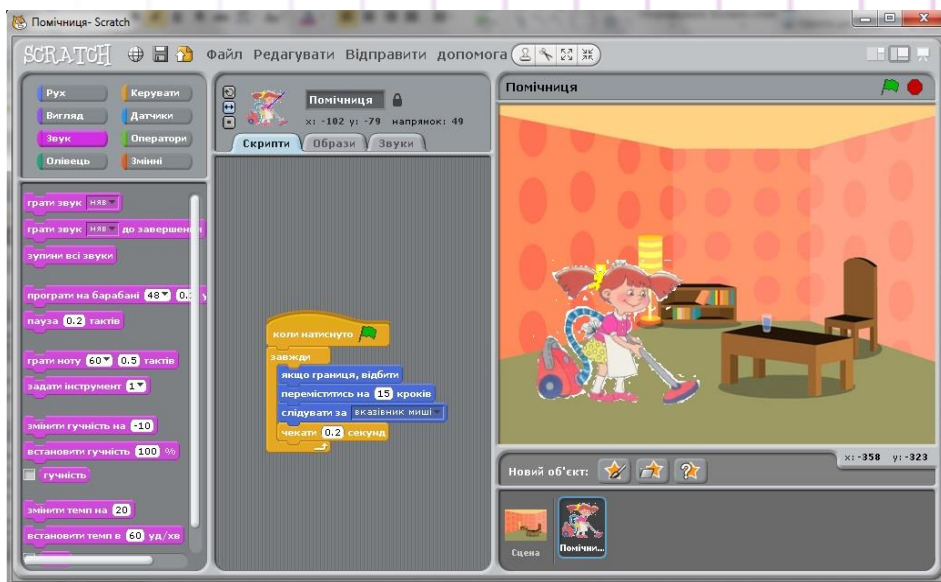 Помічниця- Scratch
SCRATCH Файл Редагувати Відправити допомога
Рух Керувати
Вигляд Датчики
Звук Оператори
Олівець Змінні
грати звук няв
грати звук няв до завершен
зупини всі звуки
програти на барабані 48 0.
пауза 0.2 тактів
грати ноту 60 0.5 тактів
задати інструмент 1
змінити гучність на -10
встановити гучність 100 %
гучність
змінити темп на 20
встановити темп в 60 уд/хв
Помічниця
x: -102 y: -79 напрянок: 49
Скрипти Образи Звуки
коли натиснуто
завжди
якщо границя, відбити
переміститись на 15 кроків
слідувати за вказівник миші
чекати 0.2 секунд
Помічниця
x: -358 y: -323
Новий об'єкт:
Сцена
Помічни...